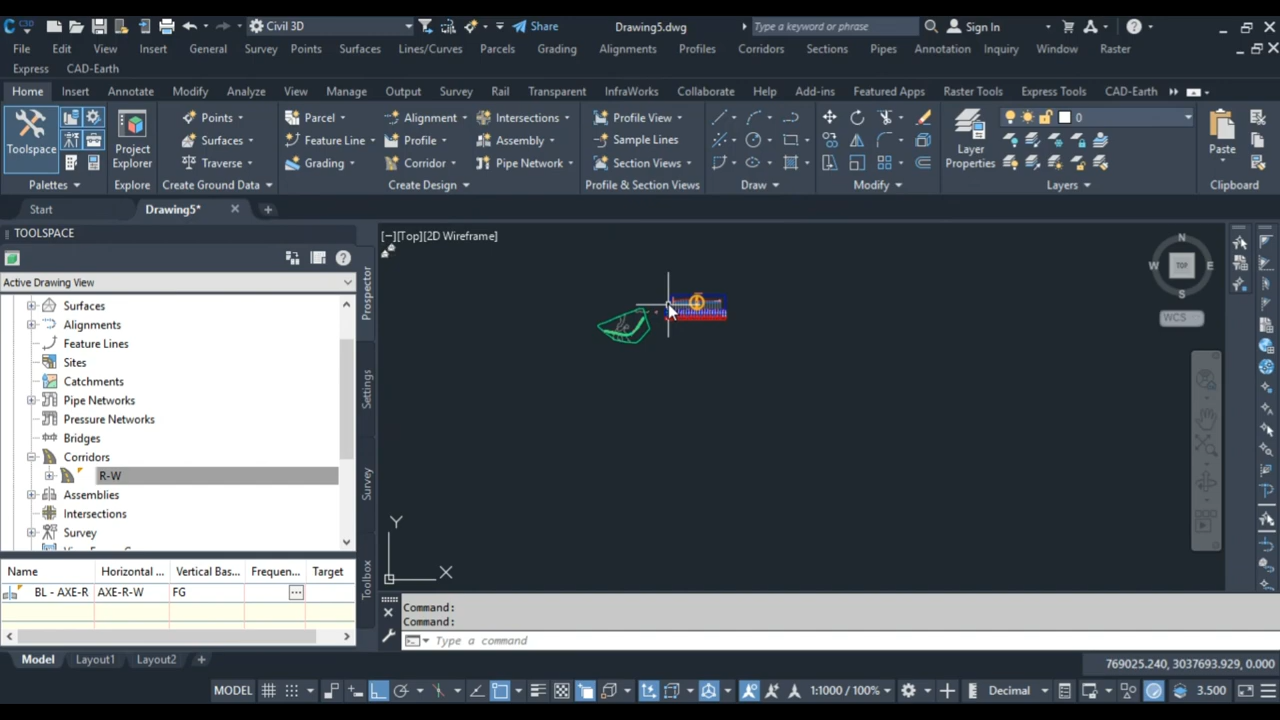 C3D Civil 3D Share Drawing5.dwg Type a keyword or phrase Sign In
File Edit View Insert General Survey Points Surfaces Lines/Curves Parcels Grading Alignments Profiles Corridors Sections Pipes Annotation Inquiry Window Raster
Express CAD-Earth
Home Insert Annotate Modify Analyze View Manage Output Survey Rail Transparent InfraWorks Collaborate Help Add-ins Featured Apps Raster Tools Express Tools CAD-Earth
Points Parcel Alignment Intersections Profile View 0
Toolspace Project Explorer Surfaces Feature Line Profile Assembly Sample Lines Layer Properties Paste
Traverse Grading Corridor Pipe Network Section Views
Palettes Explore Create Ground Data Create Design Profile & Section Views Draw Modify Layers Clipboard
Start Drawing5*
TOOLSPACE
[−][Top][2D Wireframe]
Active Drawing View
Prospector
Settings
Survey
Toolbox
Surfaces
Alignments
Feature Lines
Sites
Catchments
Pipe Networks
Pressure Networks
Bridges
Corridors
R-W
Assemblies
Intersections
Survey
N
W TOP E
S
WCS
Y
X
Name Horizontal ... Vertical Bas... Frequen... Target
BL - AXE-R AXE-R-W FG ...
Command:
Command:
Type a command
Model Layout1 Layout2 +
769025.240, 3037693.929, 0.000
MODEL 1:1000 / 100% Decimal 3.500